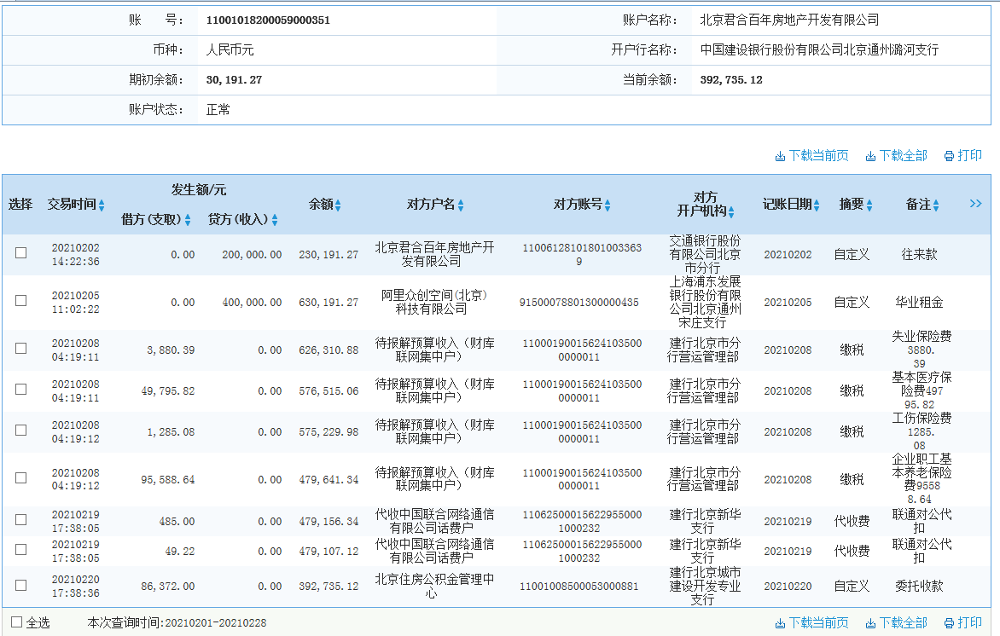 账　　号： 11001018200059000351 账户名称： 北京君合百年房地产开发有限公司
币种： 人民币元 开户行名称： 中国建设银行股份有限公司北京通州潞河支行
期初余额： 30,191.27 当前余额： 392,735.12
账户状态： 正常
下载当前页 下载全部 打印
选择 交易时间 发生额/元 余额 对方户名 对方账号 对方 记账日期 摘要 备注 >>
借方(支取) 贷方(收入) 开户机构
20210202 0.00 200,000.00 230,191.27 北京君合百年房地产开 11006128101801003363 交通银行股份 20210202 自定义 往来款
14:22:36 发有限公司 9 有限公司北京
市分行
20210205 0.00 400,000.00 630,191.27 阿里众创空间(北京) 91500078801300000435 上海浦东发展 20210205 自定义 华业租金
11:02:22 科技有限公司 银行股份有限
公司北京通州
宋庄支行
20210208 3,880.39 0.00 626,310.88 待报解预算收入（财库 11000190015624103500 建行北京市分 20210208 缴税 失业保险费
04:19:11 联网集中户） 0000011 行营运管理部 3880.
39
20210208 49,795.82 0.00 576,515.06 待报解预算收入（财库 11000190015624103500 建行北京市分 20210208 缴税 基本医疗保
04:19:11 联网集中户） 0000011 行营运管理部 险费497
95.82
20210208 1,285.08 0.00 575,229.98 待报解预算收入（财库 11000190015624103500 建行北京市分 20210208 缴税 工伤保险费
04:19:12 联网集中户） 0000011 行营运管理部 1285.
08
20210208 95,588.64 0.00 479,641.34 待报解预算收入（财库 11000190015624103500 建行北京市分 20210208 缴税 企业职工基
04:19:12 联网集中户） 0000011 行营运管理部 本养老保险
费9558
8.64
20210219 485.00 0.00 479,156.34 代收中国联合网络通信 11062500015622955000 建行北京新华 20210219 代收费 联通对公代
17:38:05 有限公司话费户 1000232 支行 扣
20210219 49.22 0.00 479,107.12 代收中国联合网络通信 11062500015622955000 建行北京新华 20210219 代收费 联通对公代
17:38:05 有限公司话费户 1000232 支行 扣
20210220 86,372.00 0.00 392,735.12 北京住房公积金管理中 11001008500053000881 建行北京城市 20210220 自定义 委托收款
17:38:36 心 建设开发专业
支行
全选 本次查询时间:20210201-20210228 下载当前页 下载全部 打印